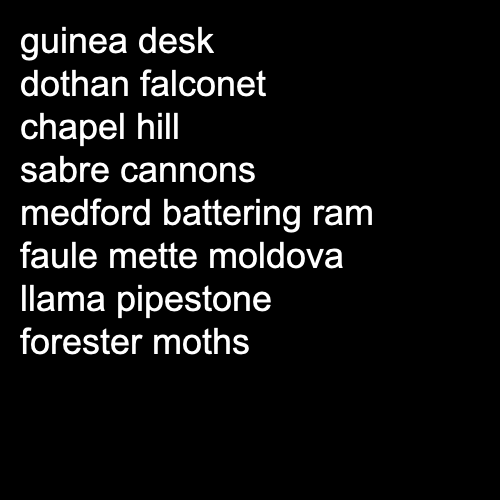 guinea desk
dothan falconet
chapel hill
sabre cannons
medford battering ram
faule mette moldova
llama pipestone
forester moths